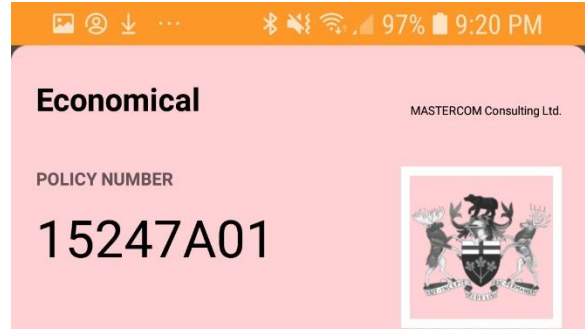 97% 9:20 PM
Economical
MASTERCOM Consulting Ltd.
POLICY NUMBER
15247A01